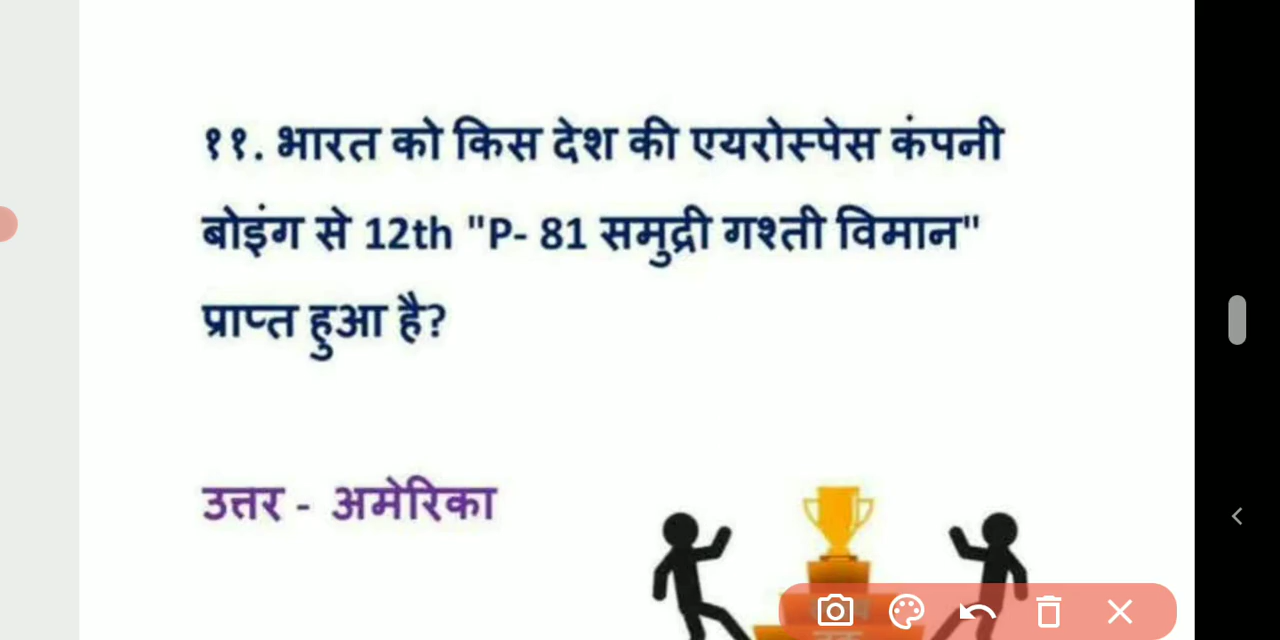 ११. भारत को किस देश की एयरोस्पेस कंपनी
बोइंग से 12th "P- 81 समुद्री गश्ती विमान"
प्राप्त हुआ है?
उत्तर - अमेरिका